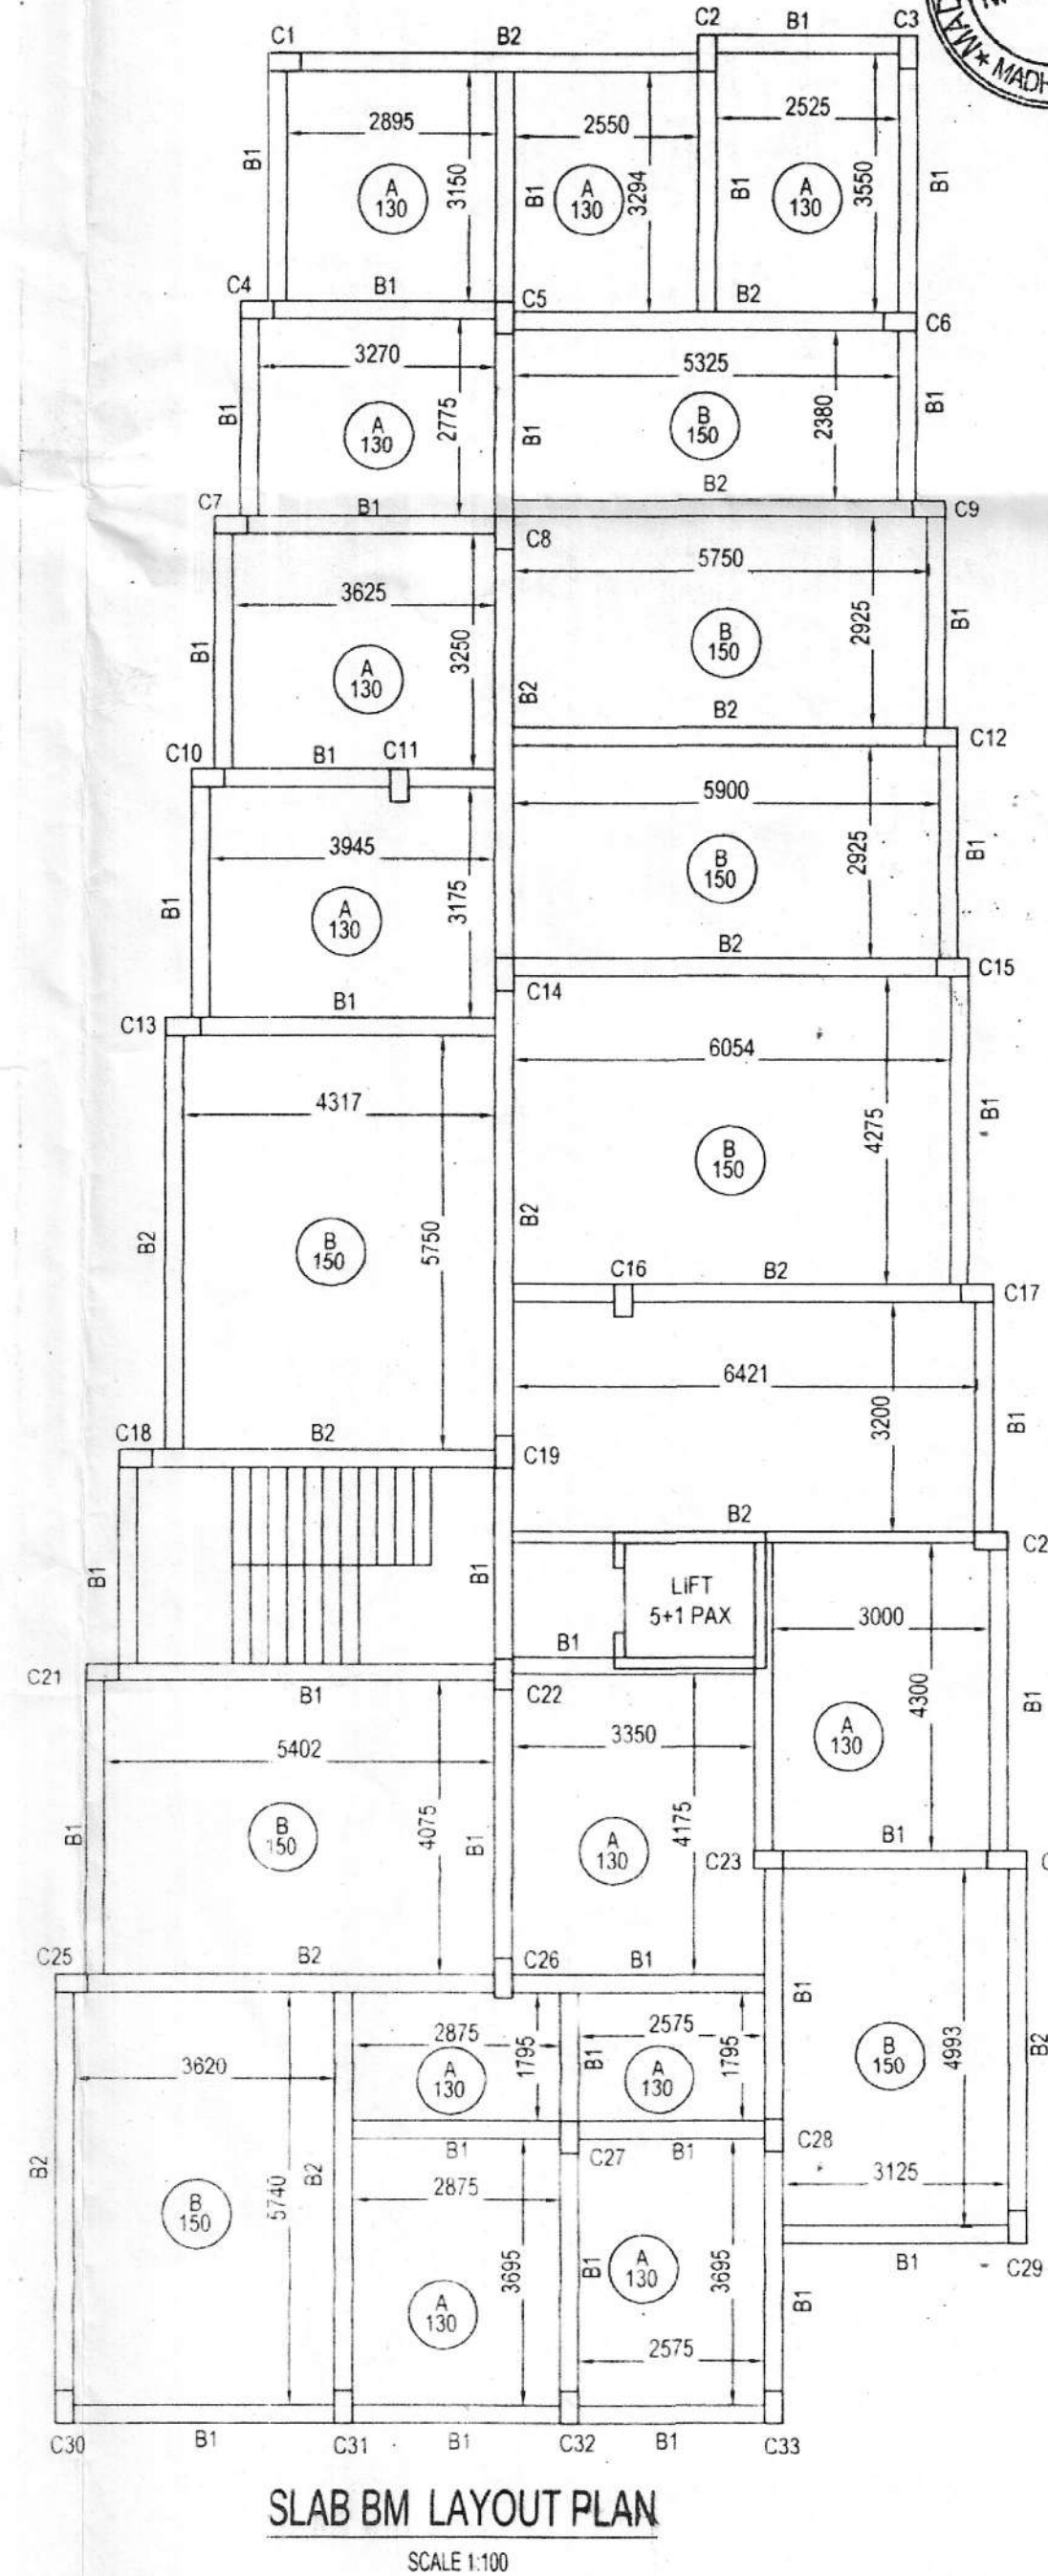 C1
B2
C2
B1
C3
MADH
2895
2550
2525
B1
A
130
3150
B1
A
130
3294
B1
A
130
3550
B1
C4
B1
C5
B2
C6
3270
5325
B1
A
130
2775
B1
B
150
2380
B1
C7
B1
B2
C9
C8
3625
5750
B1
A
130
3250
B2
B
150
2925
B1
B2
C10
B1
C11
C12
3945
5900
B1
A
130
3175
B
150
2925
B1
B2
C15
C14
C13
B1
4317
6054
B
150
4275
B1
B2
B
150
5750
B2
C16
B2
C17
6421
3200
B1
C18
B2
C19
B2
B1
B1
LIFT
5+1 PAX
B1
3000
C21
B1
C22
4300
B1
A
130
5402
3350
B1
B
150
4075
B1
A
130
4175
C23
B1
C25
B2
C26
B1
B1
2875
1795
B1
2575
1795
A
130
A
130
B
150
4993
B2
3620
B1
C27
B1
C28
2875
3125
B2
B
150
5740
B2
A
130
3695
B1
A
130
3695
B1
B1
C29
2575
C30
B1
C31
B1
C32
B1
C33
SLAB BM LAYOUT PLAN
SCALE 1:100